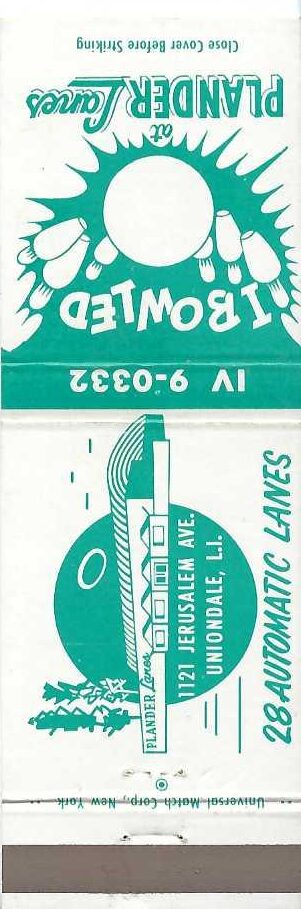 I BOWLED
at
PLANDER Lanes
Close Cover Before Striking
IV 9-0332
PLANDER Lanes
1121 JERUSALEM AVE.
UNIONDALE, L.I.
28 AUTOMATIC LANES
Universal Match Corp., New York